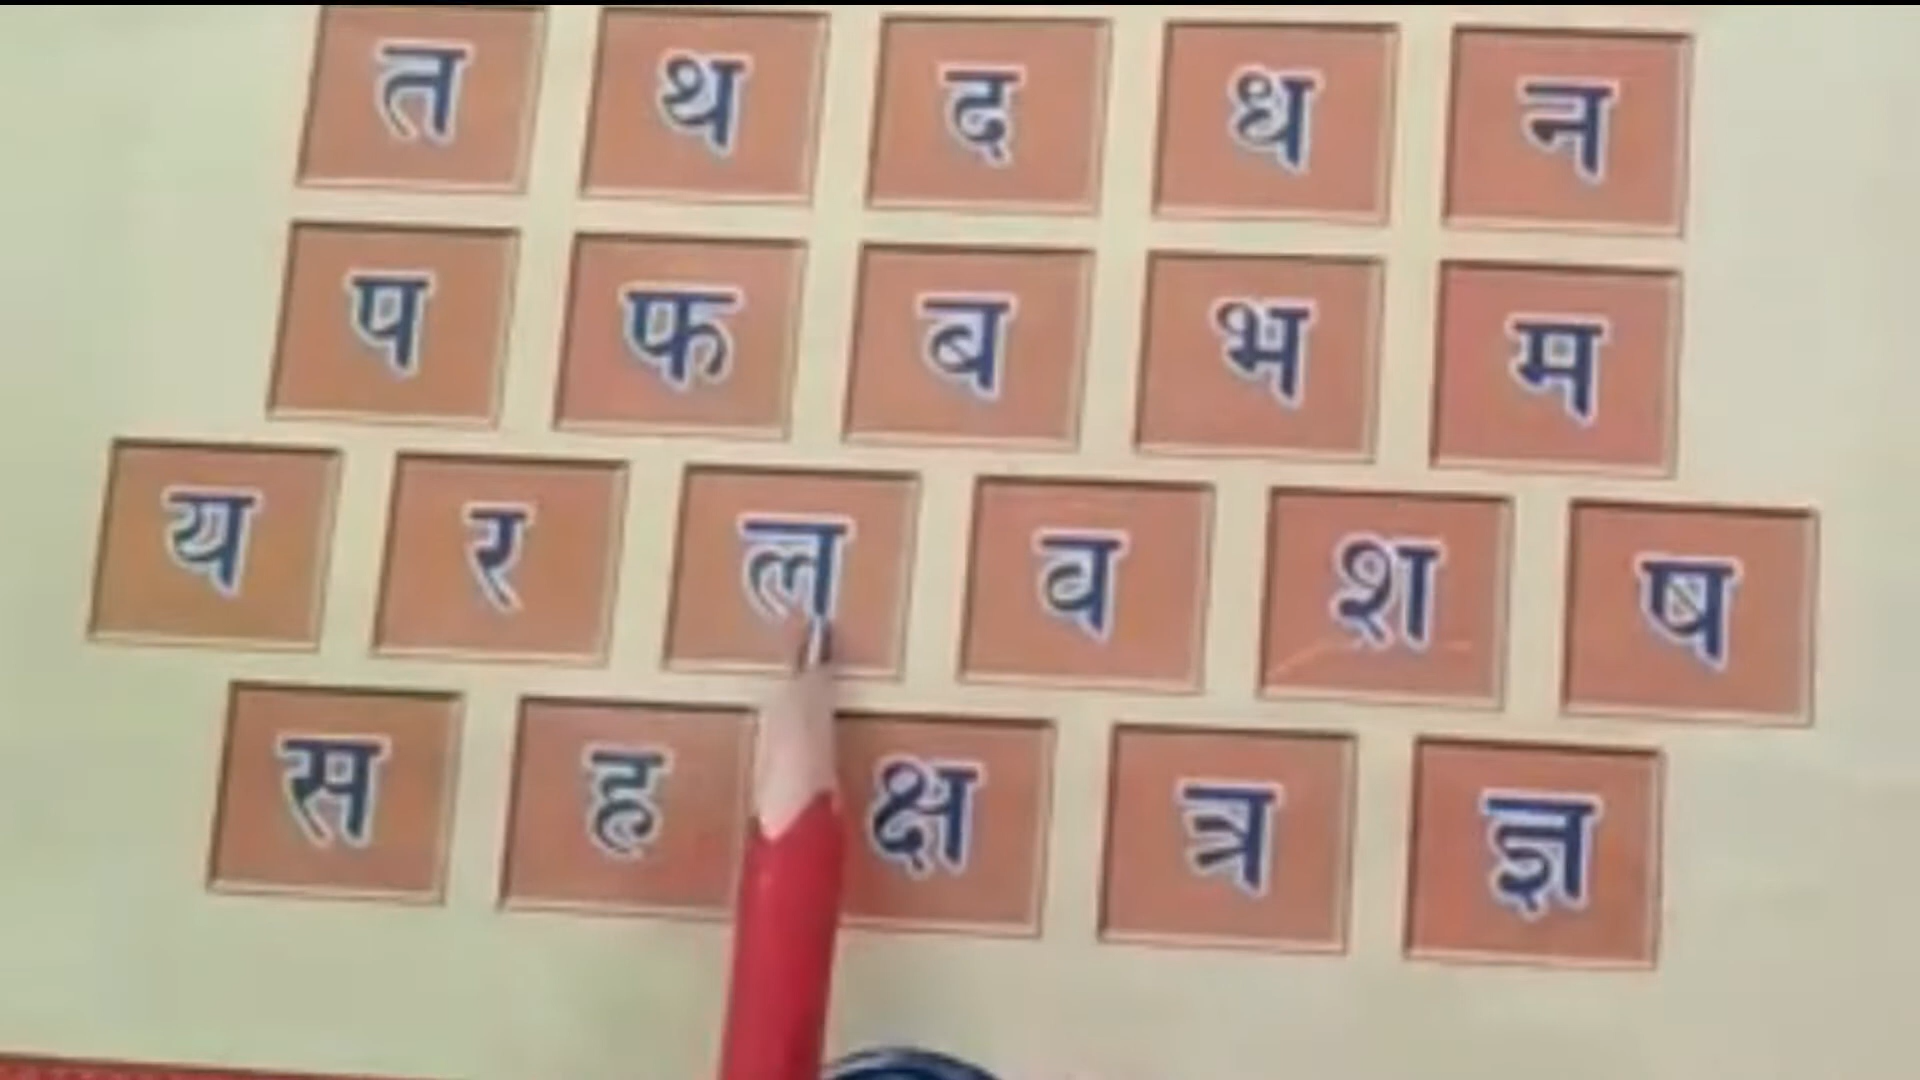 त थ द ध न
प फ ब भ म
य र ल व श ष
स ह क्ष त्र ज्ञ